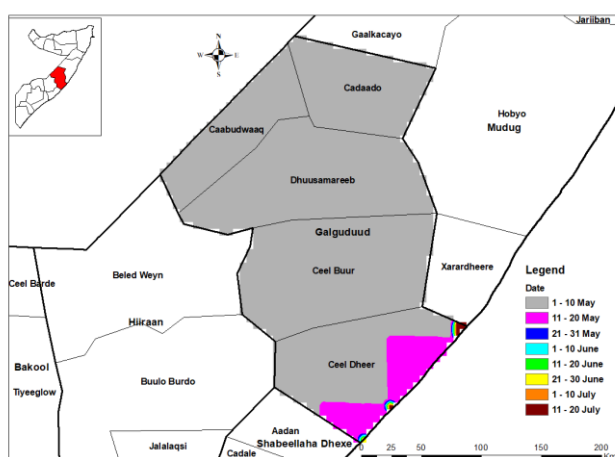 Jariiban
Gaalkacayo
N
W E
S
Cadaado
Hobyo
Mudug
Caabudwaaq
Dhuusamareeb
Galguduud
Ceel Buur
Xarardheere
Beled Weyn
Ceel Barde
Hiiraan
Legend
Date
1 - 10 May
11 - 20 May
21 - 31 May
1 - 10 June
11 - 20 June
21 - 30 June
1 - 10 July
11 - 20 July
Ceel Dheer
Bakool
Tiyeeglow
Buulo Burdo
Aadan
Shabeellaha Dhexe
Jalalaqsi
Cadale
0 25 50 100 150 200